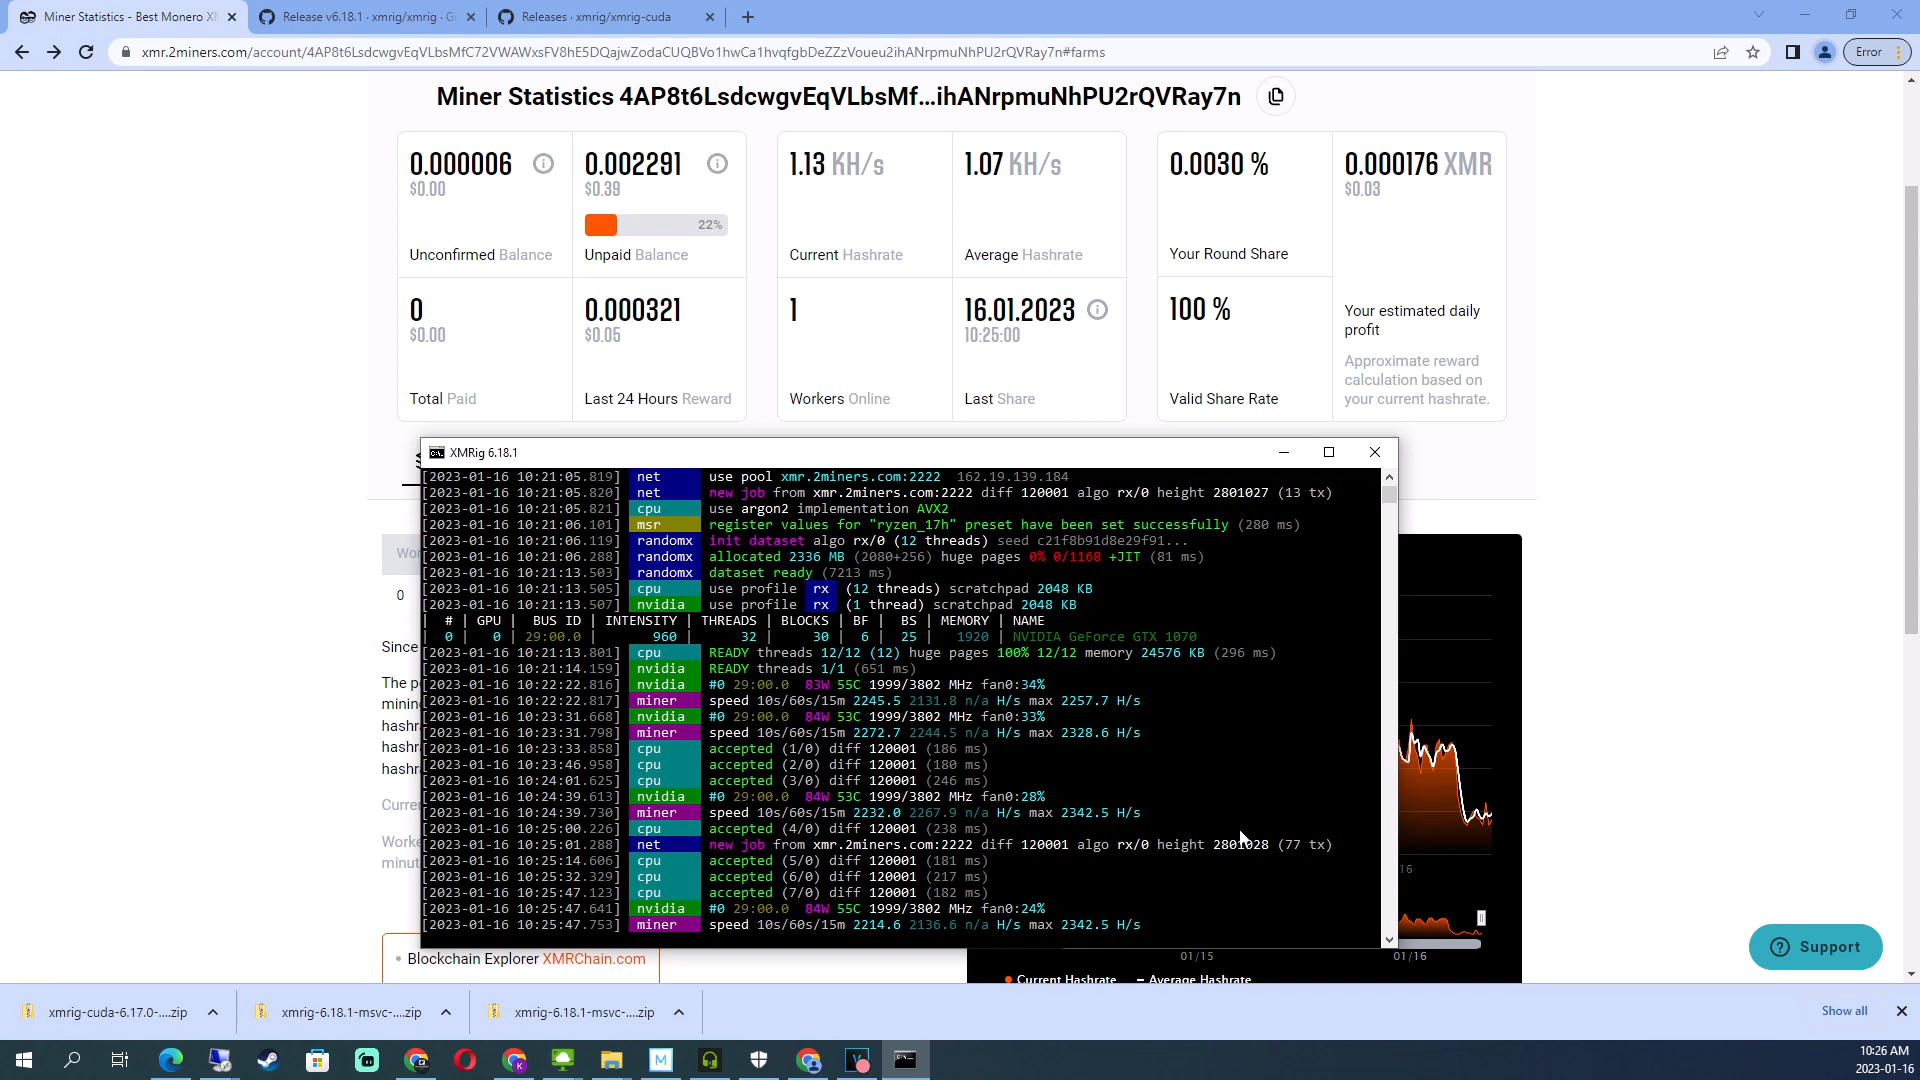 Miner Statistics - Best Monero XM
Release v6.18.1 · xmrig/xmrig · Gi
Releases · xmrig/xmrig-cuda
xmr.2miners.com/account/4AP8t6LsdcwgvEqVLbsMfC72VWAWxsFV8hE5DQajwZodaCUQBVo1hwCa1hvqfgbDeZZzVoueu2ihANrpmuNhPU2rQVRay7n#farms
Error
Miner Statistics 4AP8t6LsdcwgvEqVLbsMf...ihANrpmuNhPU2rQVRay7n
0.000006
$0.00
Unconfirmed Balance
0.002291
$0.39
22%
Unpaid Balance
1.13 KH/s
Current Hashrate
1.07 KH/s
Average Hashrate
0.0030 %
Your Round Share
0.000176 XMR
$0.03
0
$0.00
Total Paid
0.000321
$0.05
Last 24 Hours Reward
1
Workers Online
16.01.2023
10:25:00
Last Share
100 %
Valid Share Rate
Your estimated daily
profit
Approximate reward
calculation based on
your current hashrate.
XMRig 6.18.1
[2023-01-16 10:21:05.819] net use pool xmr.2miners.com:2222 162.19.139.184
[2023-01-16 10:21:05.820] net new job from xmr.2miners.com:2222 diff 120001 algo rx/0 height 2801027 (13 tx)
[2023-01-16 10:21:05.821] cpu use argon2 implementation AVX2
[2023-01-16 10:21:06.101] msr register values for "ryzen_17h" preset have been set successfully (280 ms)
[2023-01-16 10:21:06.119] randomx init dataset algo rx/0 (12 threads) seed c21f8b91d8e29f91...
[2023-01-16 10:21:06.288] randomx allocated 2336 MB (2080+256) huge pages 0% 0/1168 +JIT (81 ms)
[2023-01-16 10:21:13.503] randomx dataset ready (7213 ms)
[2023-01-16 10:21:13.505] cpu use profile rx (12 threads) scratchpad 2048 KB
[2023-01-16 10:21:13.507] nvidia use profile rx (1 thread) scratchpad 2048 KB
| # | GPU | BUS ID | INTENSITY | THREADS | BLOCKS | BF | BS | MEMORY | NAME
| 0 | 0 | 29:00.0 | 960 | 32 | 30 | 6 | 25 | 1920 | NVIDIA GeForce GTX 1070
[2023-01-16 10:21:13.801] cpu READY threads 12/12 (12) huge pages 100% 12/12 memory 24576 KB (296 ms)
[2023-01-16 10:21:14.159] nvidia READY threads 1/1 (651 ms)
[2023-01-16 10:22:22.816] nvidia #0 29:00.0 83W 55C 1999/3802 MHz fan0:34%
[2023-01-16 10:22:22.817] miner speed 10s/60s/15m 2245.5 2131.8 n/a H/s max 2257.7 H/s
[2023-01-16 10:23:31.668] nvidia #0 29:00.0 84W 53C 1999/3802 MHz fan0:33%
[2023-01-16 10:23:31.798] miner speed 10s/60s/15m 2272.7 2244.5 n/a H/s max 2328.6 H/s
[2023-01-16 10:23:33.858] cpu accepted (1/0) diff 120001 (186 ms)
[2023-01-16 10:23:46.958] cpu accepted (2/0) diff 120001 (180 ms)
[2023-01-16 10:24:01.625] cpu accepted (3/0) diff 120001 (246 ms)
[2023-01-16 10:24:39.613] nvidia #0 29:00.0 84W 53C 1999/3802 MHz fan0:28%
[2023-01-16 10:24:39.730] miner speed 10s/60s/15m 2232.0 2267.9 n/a H/s max 2342.5 H/s
[2023-01-16 10:25:00.226] cpu accepted (4/0) diff 120001 (238 ms)
[2023-01-16 10:25:01.288] net new job from xmr.2miners.com:2222 diff 120001 algo rx/0 height 2801028 (77 tx)
[2023-01-16 10:25:14.606] cpu accepted (5/0) diff 120001 (181 ms)
[2023-01-16 10:25:32.329] cpu accepted (6/0) diff 120001 (217 ms)
[2023-01-16 10:25:47.123] cpu accepted (7/0) diff 120001 (182 ms)
[2023-01-16 10:25:47.641] nvidia #0 29:00.0 84W 55C 1999/3802 MHz fan0:24%
[2023-01-16 10:25:47.753] miner speed 10s/60s/15m 2214.6 2136.6 n/a H/s max 2342.5 H/s
Wor
0
Since
The p
minin
hashr
hashr
hashr
Curre
Worke
minut
16
• Blockchain Explorer XMRChain.com
01/15
01/16
Current Hashrate
Average Hashrate
Support
xmrig-cuda-6.17.0-....zip
xmrig-6.18.1-msvc-....zip
xmrig-6.18.1-msvc-....zip
Show all
10:26 AM
2023-01-16